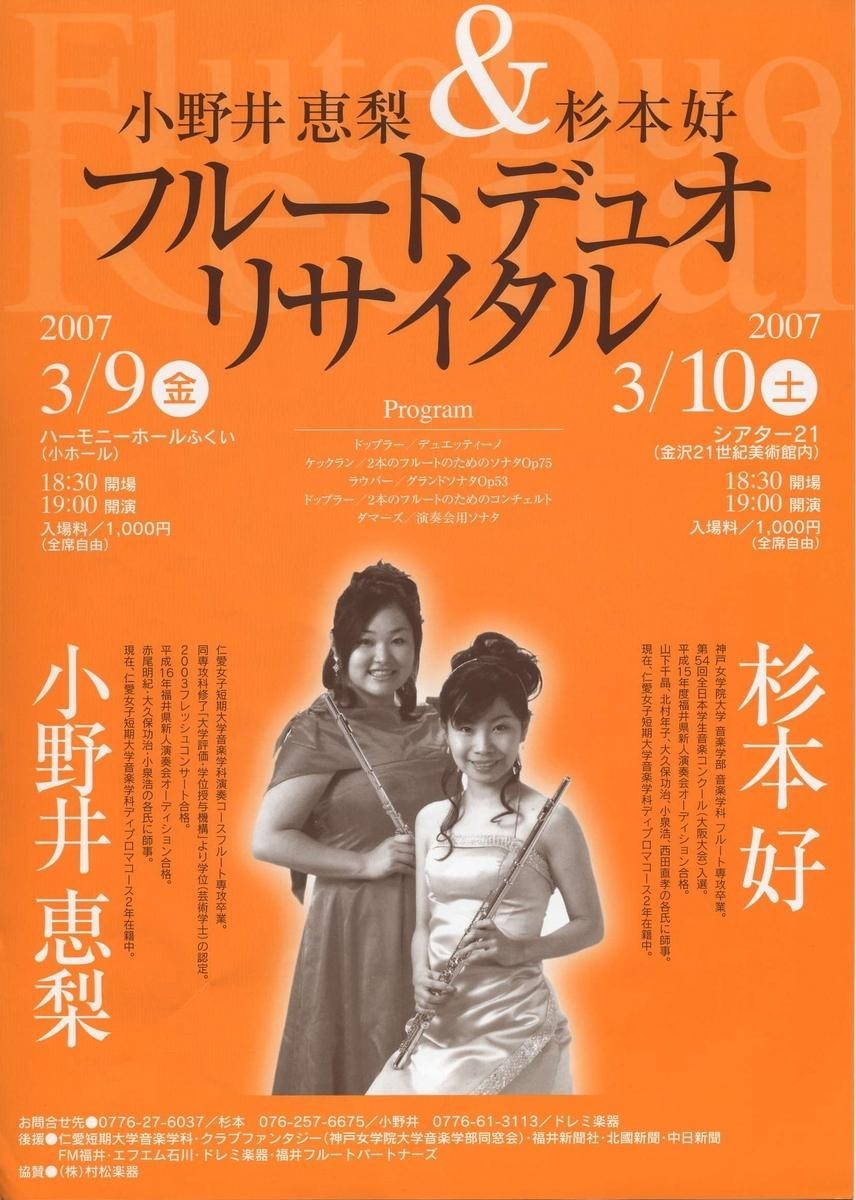 Flute Duo
Recital
小野井恵梨 & 杉本好
フルートデュオ
リサイタル
2007
3/9 金
ハーモニーホールふくい
(小ホール)
18:30 開場
19:00 開演
入場料/1,000円
(全席自由)
Program
ドップラー/デュエッティーノ
ケックラン/2本のフルートのためのソナタOp75
ラウバー/グランドソナタOp53
ドップラー/2本のフルートのためのコンチェルト
ダマーズ/演奏会用ソナタ
2007
3/10 土
シアター21
(金沢21世紀美術館内)
18:30 開場
19:00 開演
入場料/1,000円
(全席自由)
小野井 恵梨
仁愛女子短期大学音楽学科演奏コースフルート専攻卒業。
同専攻科修了「大学評価・学位授与機構」より学位(芸術学士)の認定。
2003フレッシュコンサート合格。
平成16年福井県新人演奏会オーディション合格。
赤尾明紀・大久保功治・小泉浩の各氏に師事。
現在、仁愛女子短期大学音楽学科ディプロマコース2年在籍中。
杉本 好
神戸女学院大学 音楽学部 音楽学科 フルート専攻卒業。
第54回全日本学生音楽コンクール(大阪大会)入選。
平成15年度福井県新人演奏会オーディション合格。
山下千晶、北村年子、大久保功治、小泉浩、西田直孝の各氏に師事。
現在、仁愛女子短期大学音楽学科ディプロマコース2年在籍中。
お問合せ先●0776-27-6037/杉本 076-257-6675/小野井 0776-61-3113/ドレミ楽器
後援●仁愛短期大学音楽学科・クラブファンタジー(神戸女学院大学音楽学部同窓会)・福井新聞社・北國新聞・中日新聞
FM福井・エフエム石川・ドレミ楽器・福井フルートパートナーズ
協賛●(株)村松楽器